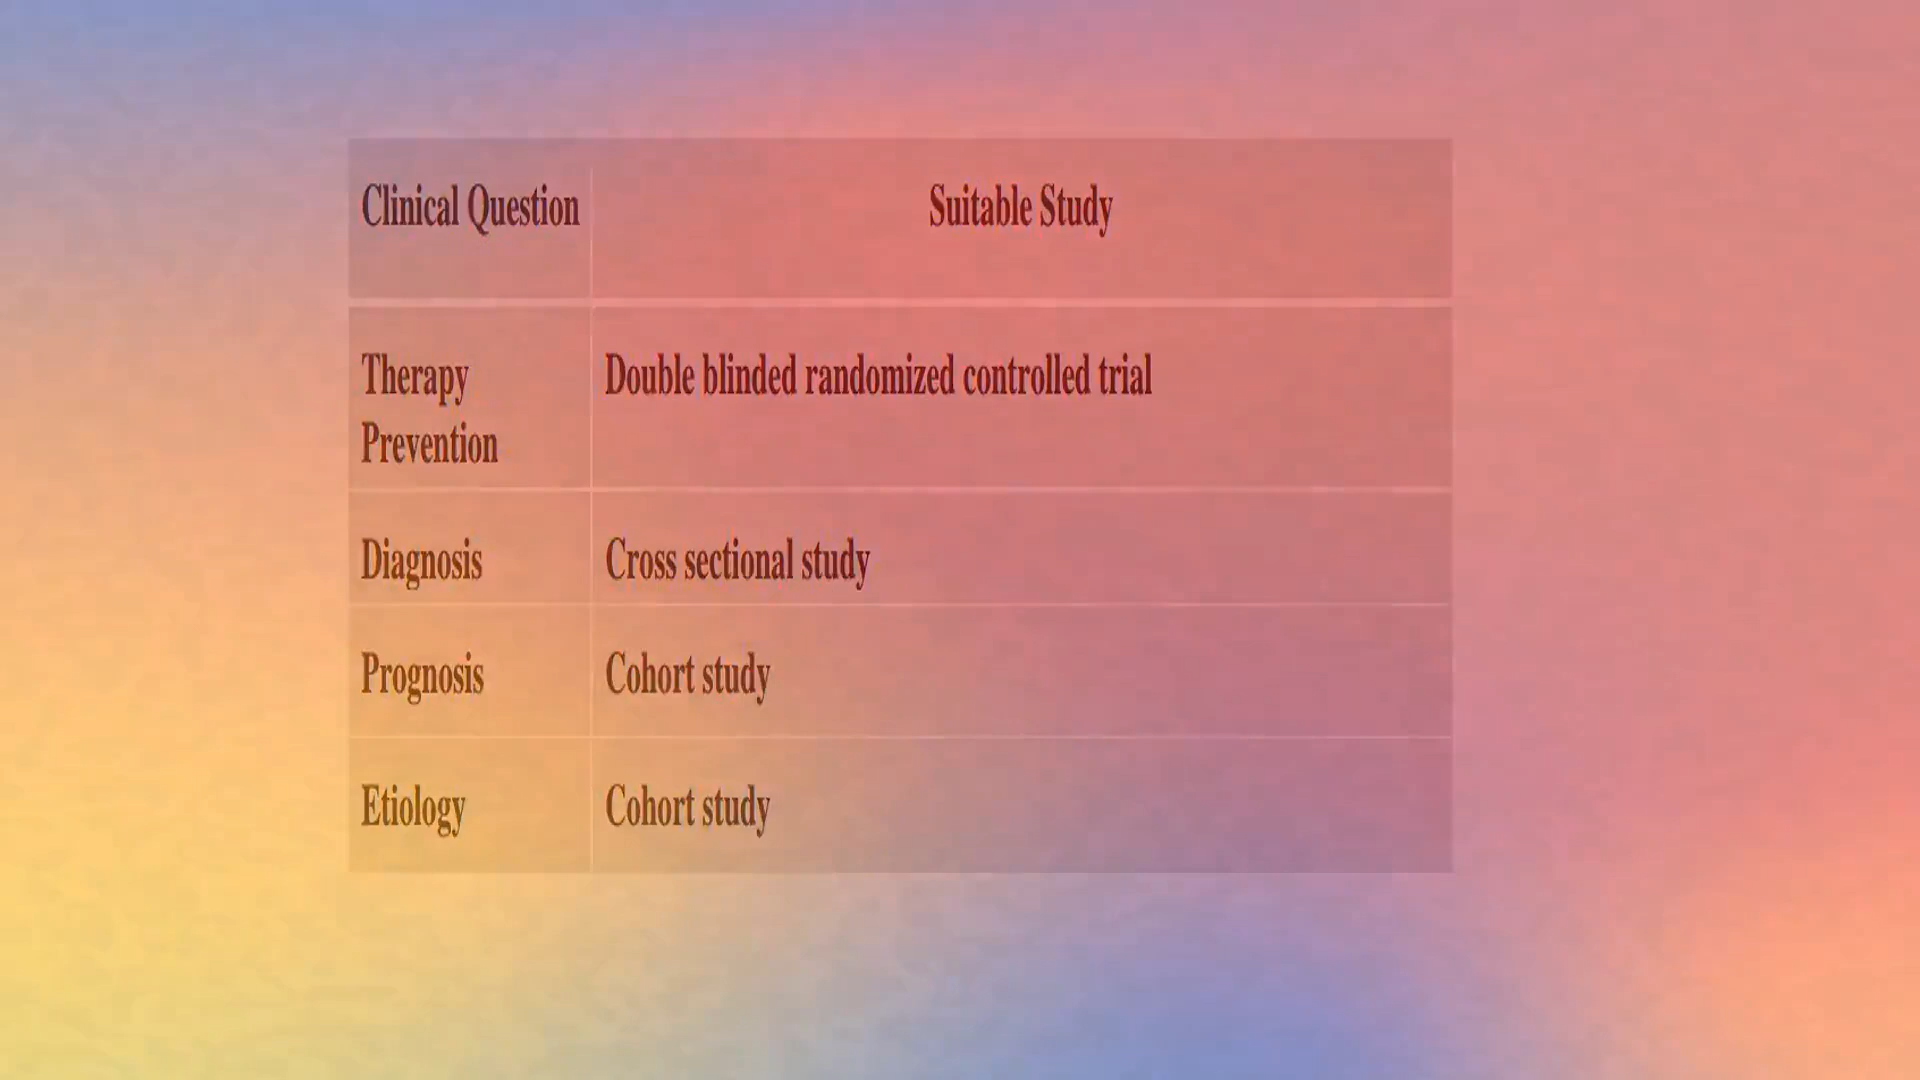 Clinical Question
Suitable Study
Therapy
Prevention
Double blinded randomized controlled trial
Diagnosis
Cross sectional study
Prognosis
Cohort study
Etiology
Cohort study